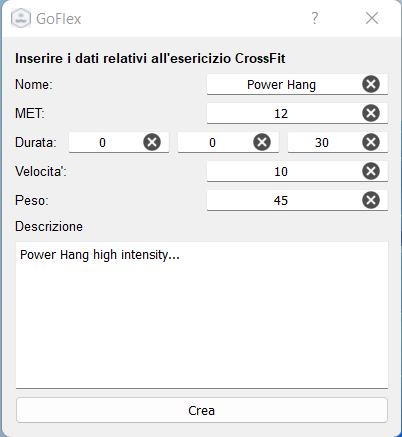 GoFlex
Inserire i dati relativi all'esericizio CrossFit
Nome: Power Hang
MET: 12
Durata: 0 0 30
Velocita': 10
Peso: 45
Descrizione
Power Hang high intensity...
Crea